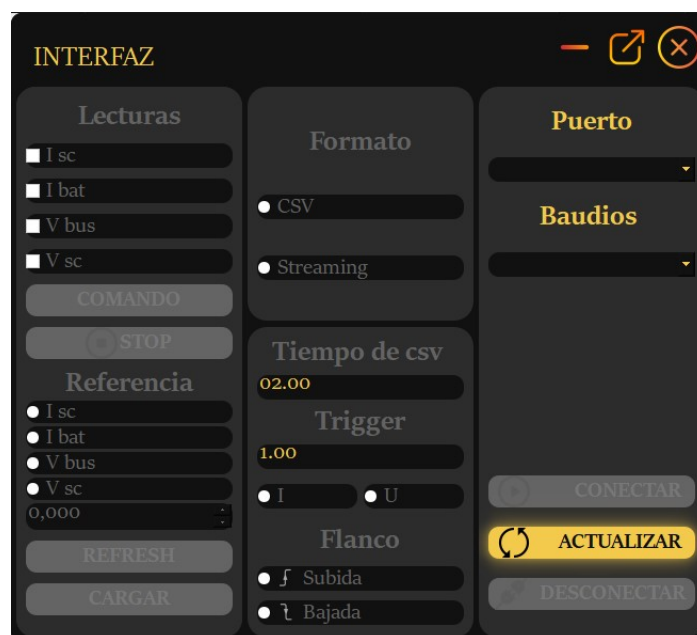 INTERFAZ
Lecturas
I sc
I bat
V bus
V sc
COMANDO
STOP
Referencia
I sc
I bat
V bus
V sc
0,000
REFRESH
CARGAR
Formato
CSV
Streaming
Tiempo de csv
02.00
Trigger
1.00
I
U
Flanco
Subida
Bajada
Puerto
Baudios
CONECTAR
ACTUALIZAR
DESCONECTAR